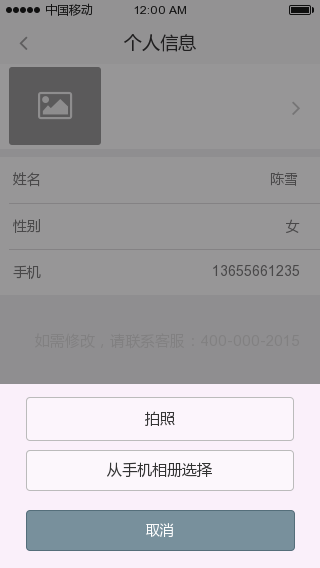 中国移动 12:00 AM
个人信息
姓名 陈雪
性别 女
手机 13655661235
如需修改，请联系客服：400-000-2015
拍照
从手机相册选择
取消